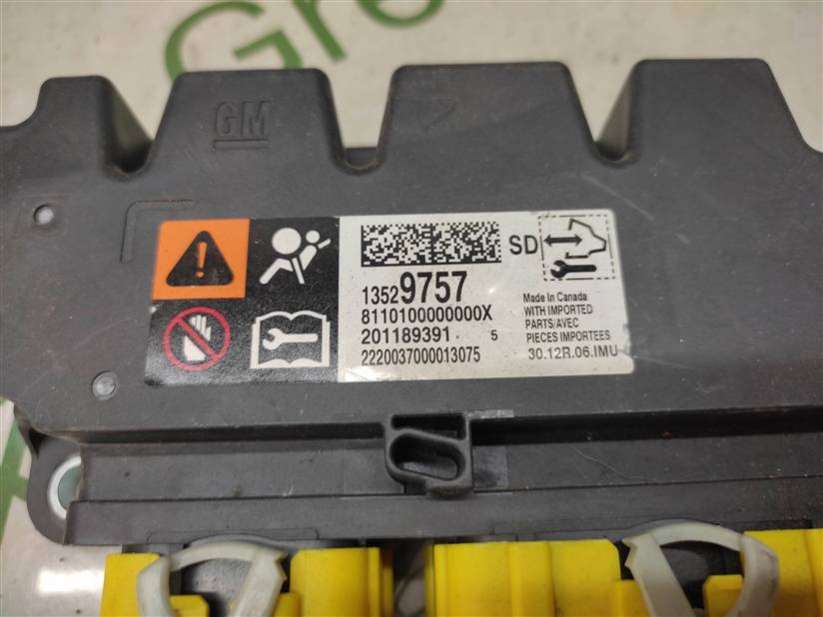 Gre
GM
SD
13529757
8110100000000X
201189391 5
2220037000013075
Made In Canada
WITH IMPORTED
PARTS/AVEC
PIECES IMPORTEES
30.12R.06.IMU